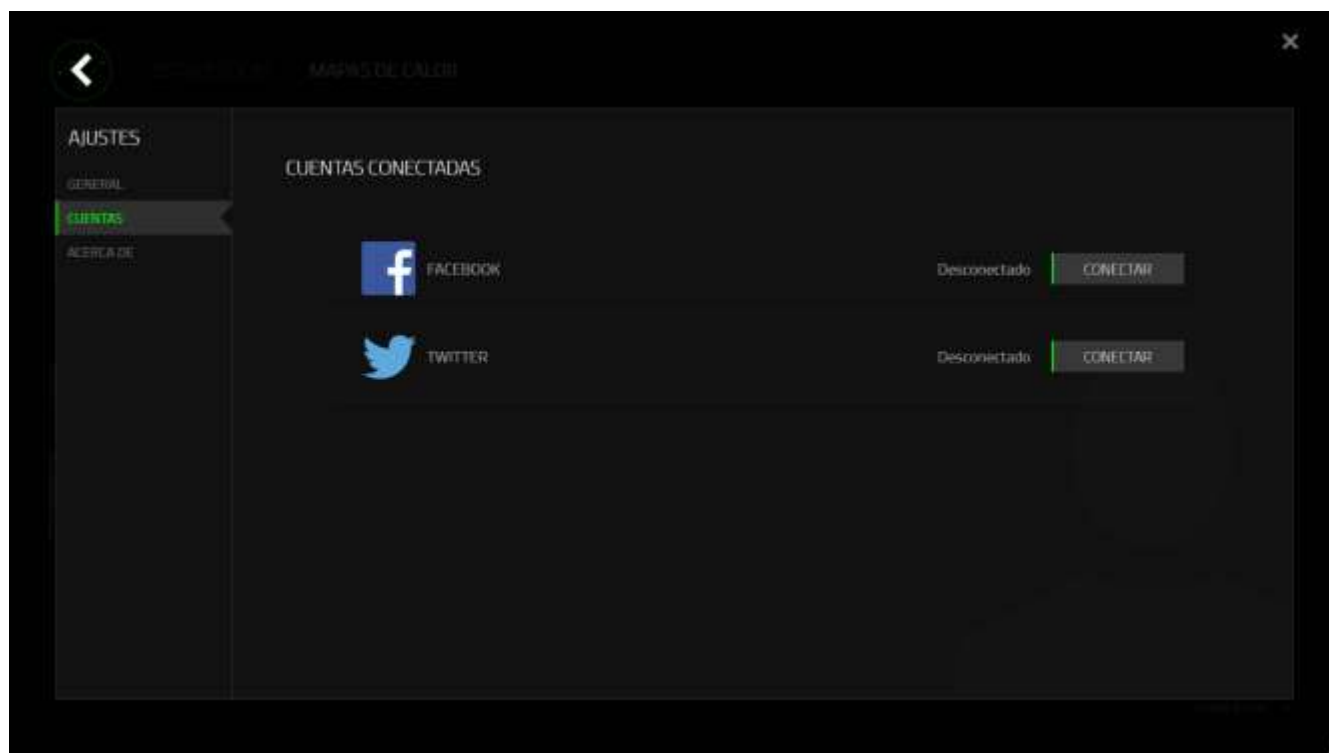 MAPAS DE CALOR
AJUSTES
GENERAL
CUENTAS
ACERCA DE
CUENTAS CONECTADAS
FACEBOOK Desconectado CONECTAR
TWITTER Desconectado CONECTAR